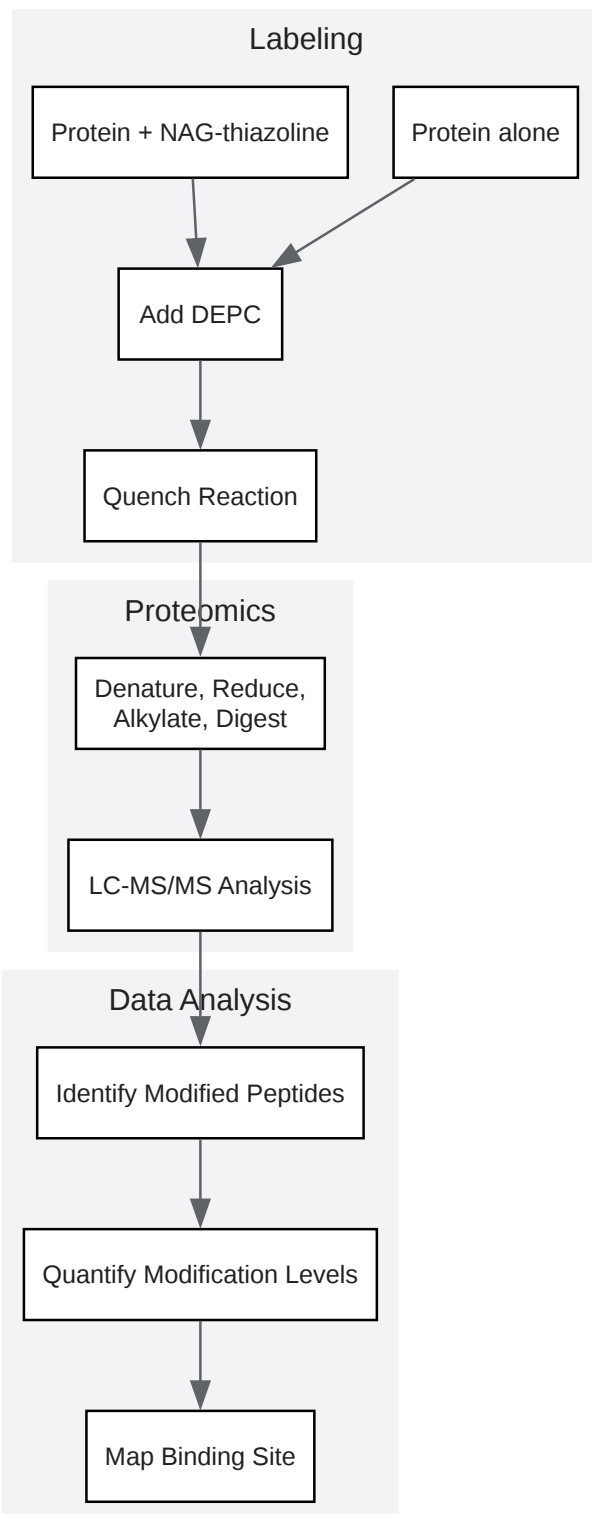 Labeling
Protein + NAG-thiazoline
Protein alone
Add DEPC
Quench Reaction
Proteomics
Denature, Reduce,
Alkylate, Digest
LC-MS/MS Analysis
Data Analysis
Identify Modified Peptides
Quantify Modification Levels
Map Binding Site